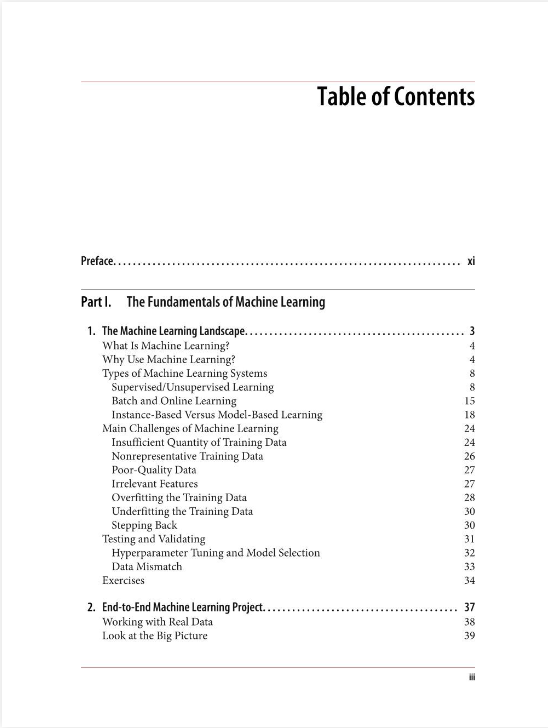 Table of Contents
Preface. . . . . . . . . . . . . . . . . . . . . . . . . . . . . . . . . . . . . . . . . . . . . . . . . . . . . . . . . . . . . . . . . . . . . . . xi
Part I. The Fundamentals of Machine Learning
1. The Machine Learning Landscape. . . . . . . . . . . . . . . . . . . . . . . . . . . . . . . . . . . . . . . . . . . . . 3
What Is Machine Learning? 4
Why Use Machine Learning? 4
Types of Machine Learning Systems 8
Supervised/Unsupervised Learning 8
Batch and Online Learning 15
Instance-Based Versus Model-Based Learning 18
Main Challenges of Machine Learning 24
Insufficient Quantity of Training Data 24
Nonrepresentative Training Data 26
Poor-Quality Data 27
Irrelevant Features 27
Overfitting the Training Data 28
Underfitting the Training Data 30
Stepping Back 30
Testing and Validating 31
Hyperparameter Tuning and Model Selection 32
Data Mismatch 33
Exercises 34
2. End-to-End Machine Learning Project. . . . . . . . . . . . . . . . . . . . . . . . . . . . . . . . . . . . . . . . 37
Working with Real Data 38
Look at the Big Picture 39
iii